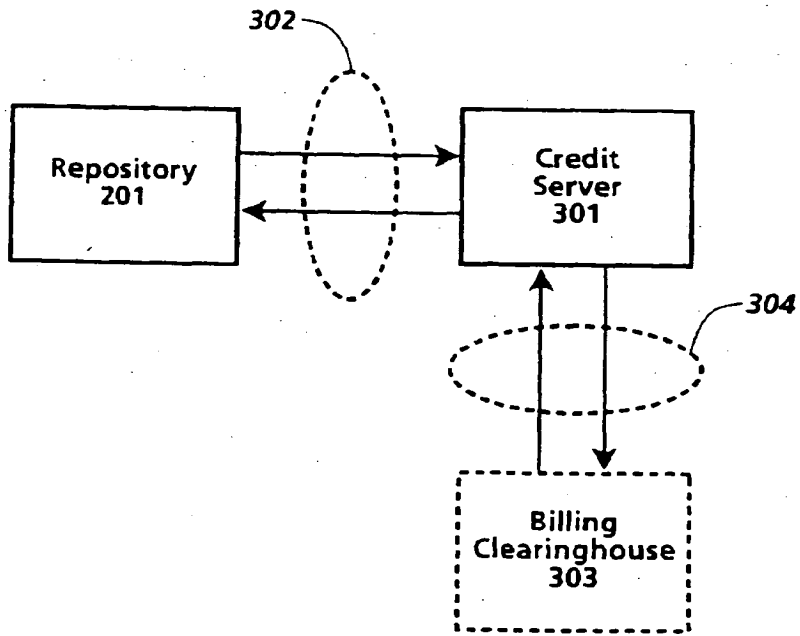 302
Repository
201
Credit
Server
301
304
Billing
Clearinghouse
303